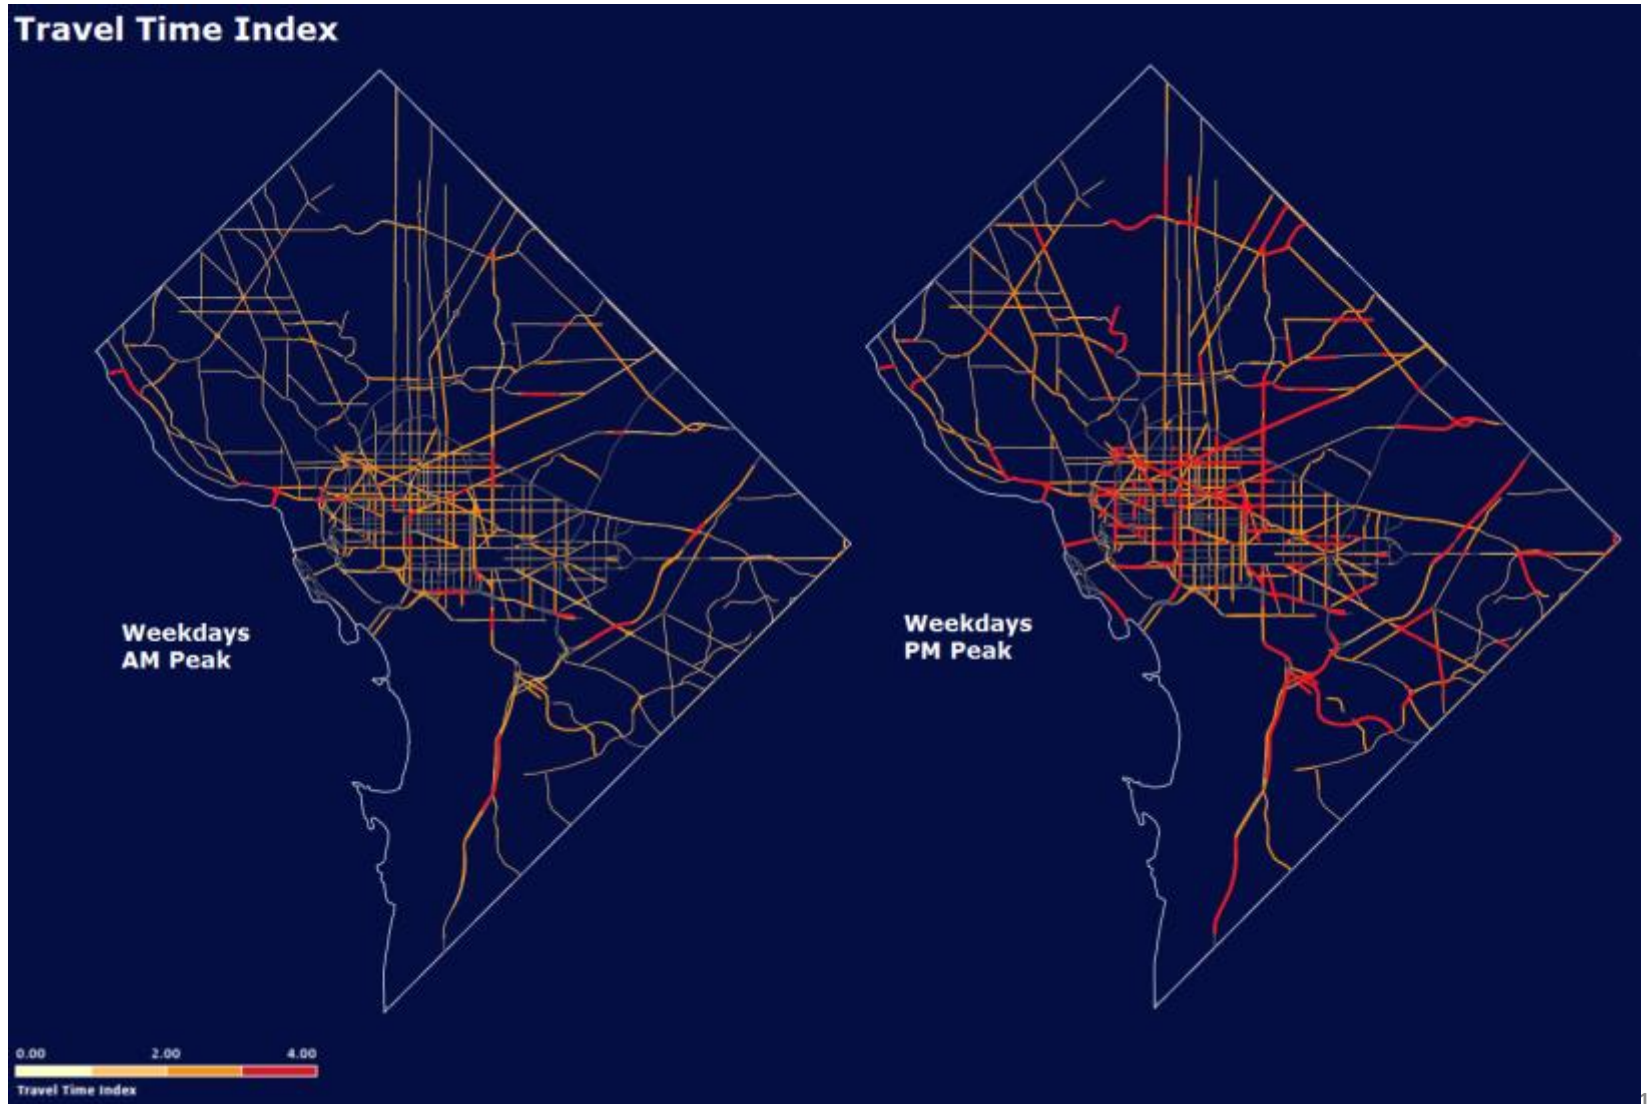 Travel Time Index
Weekdays
AM Peak
Weekdays
PM Peak
0.00 2.00 4.00
Travel Time Index